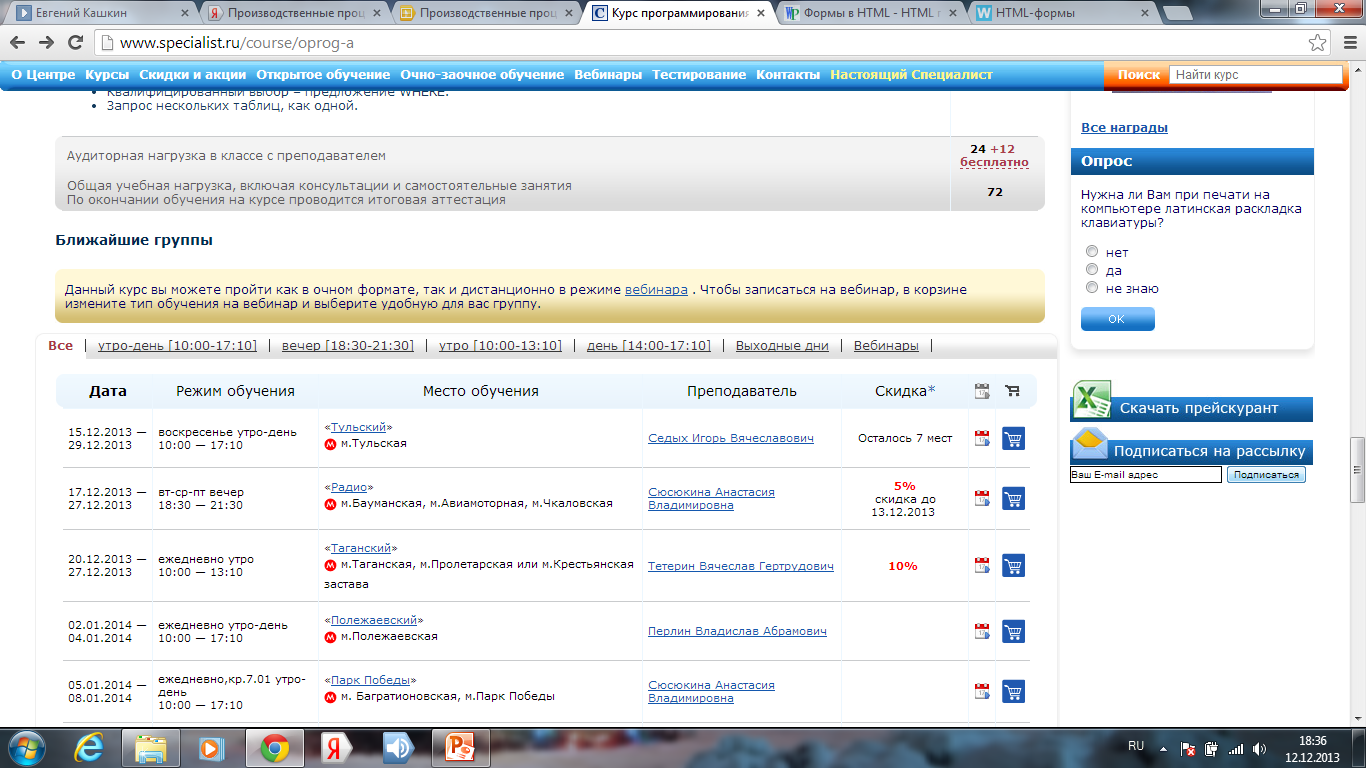 Евгений Кашкин
Производственные проц
Производственные проц
Курс программирования
Формы в HTML - HTML п
HTML-формы
www.specialist.ru/course/oprog-a
О Центре Курсы Скидки и акции Открытое обучение Очно-заочное обучение Вебинары Тестирование Контакты Настоящий Специалист Поиск Найти курс
Квалифицированный выбор – предложение WHERE.
Запрос нескольких таблиц, как одной.
Аудиторная нагрузка в классе с преподавателем
24 +12
бесплатно
Общая учебная нагрузка, включая консультации и самостоятельные занятия
72
По окончании обучения на курсе проводится итоговая аттестация
Ближайшие группы
Данный курс вы можете пройти как в очном формате, так и дистанционно в режиме вебинара . Чтобы записаться на вебинар, в корзине
измените тип обучения на вебинар и выберите удобную для вас группу.
Все | утро-день [10:00-17:10] | вечер [18:30-21:30] | утро [10:00-13:10] | день [14:00-17:10] | Выходные дни | Вебинары |
Дата Режим обучения Место обучения Преподаватель Скидка*
15.12.2013 —
29.12.2013
воскресенье утро-день
10:00 — 17:10
«Тульский»
м.Тульская
Седых Игорь Вячеславович
Осталось 7 мест
17.12.2013 —
27.12.2013
вт-ср-пт вечер
18:30 — 21:30
«Радио»
м.Бауманская, м.Авиамоторная, м.Чкаловская
Сюсюкина Анастасия
Владимировна
5%
скидка до
13.12.2013
20.12.2013 —
27.12.2013
ежедневно утро
10:00 — 13:10
«Таганский»
м.Таганская, м.Пролетарская или м.Крестьянская
застава
Тетерин Вячеслав Гертрудович
10%
02.01.2014 —
04.01.2014
ежедневно утро-день
10:00 — 17:10
«Полежаевский»
м.Полежаевская
Перлин Владислав Абрамович
05.01.2014 —
08.01.2014
ежедневно,кр.7.01 утро-
день
10:00 — 17:10
«Парк Победы»
м. Багратионовская, м.Парк Победы
Сюсюкина Анастасия
Владимировна
Все награды
Опрос
Нужна ли Вам при печати на
компьютере латинская раскладка
клавиатуры?
нет
да
не знаю
ОК
Скачать прейскурант
Подписаться на рассылку
Ваш E-mail адрес
Подписаться
RU
18:36
12.12.2013